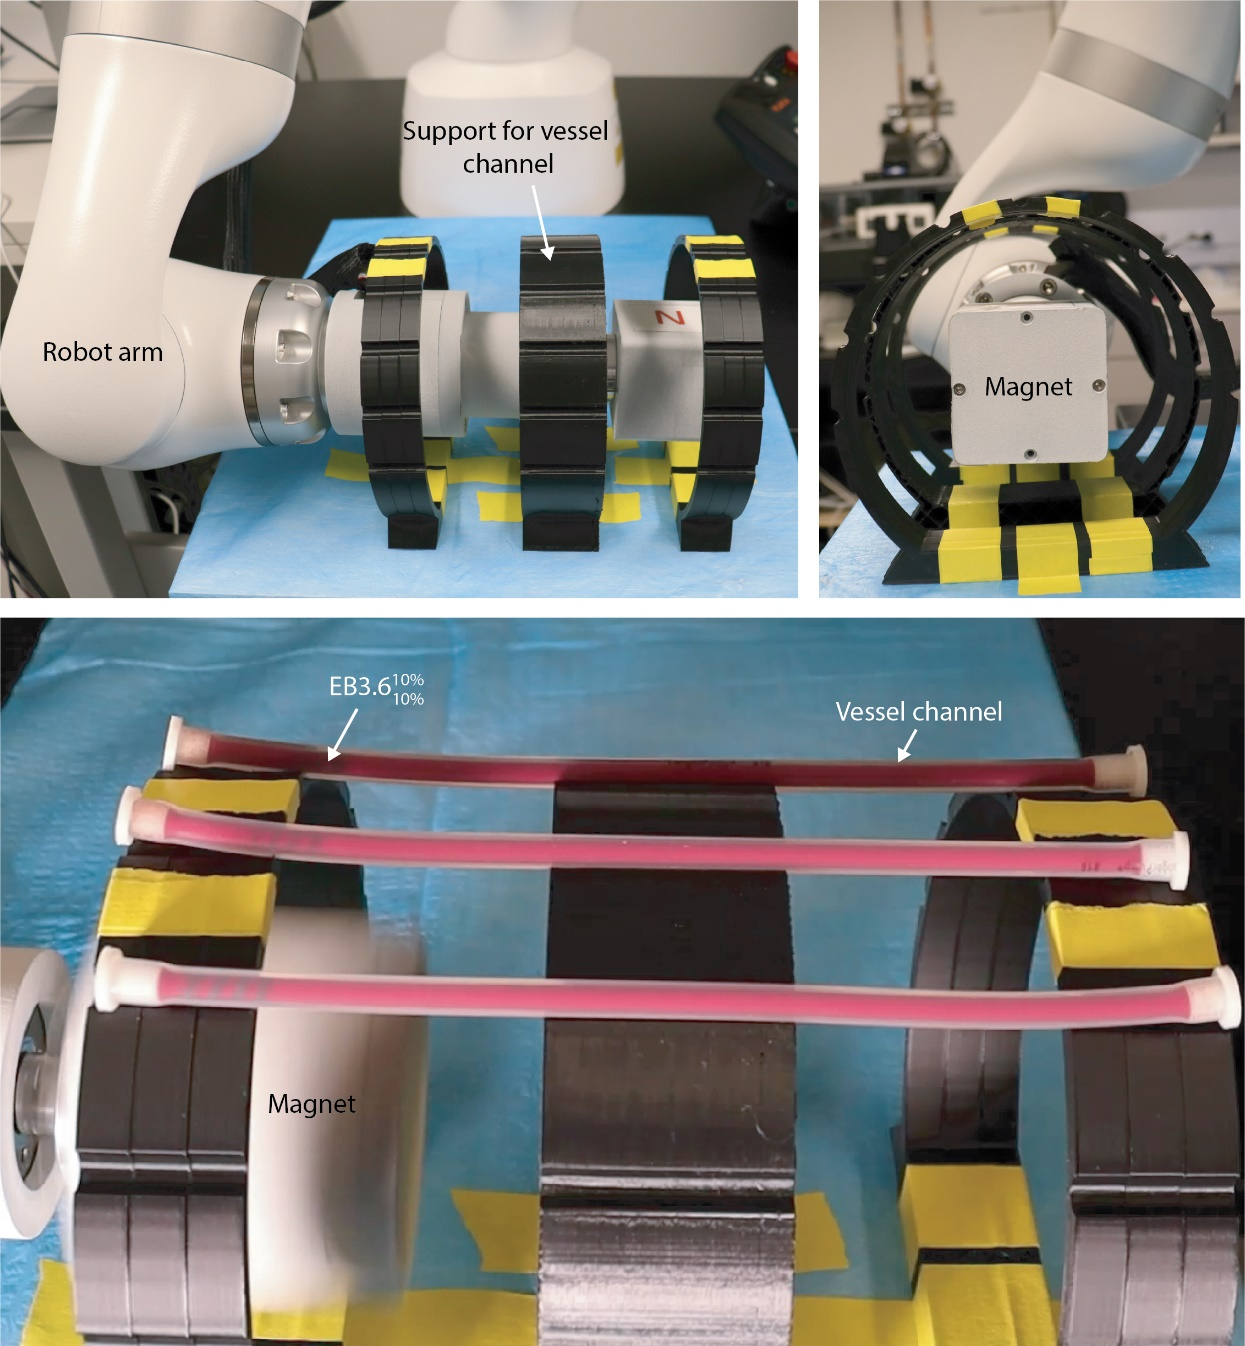 Support for vessel
channel
Robot arm
N
Magnet
EB3.6 10%
10%
Vessel channel
Magnet